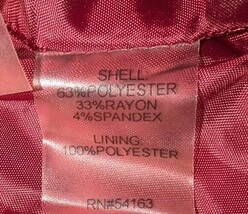 SHELL:
63%POLYESTER
33%RAYON
4%SPANDEX
LINING:
100%POLYESTER
RN#54163